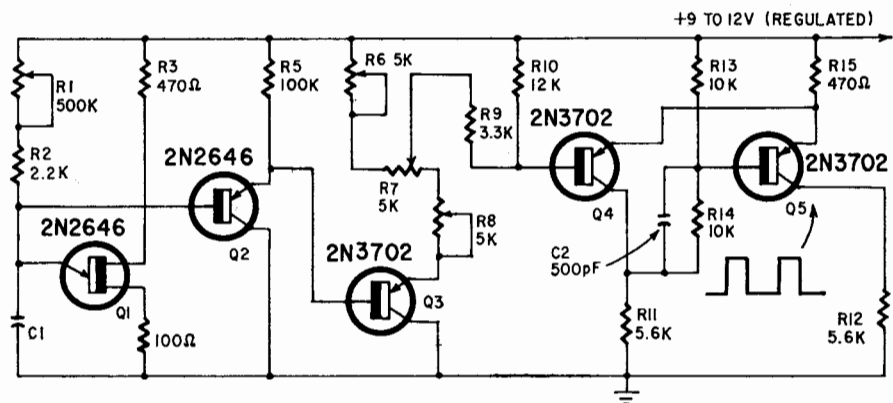 +9 TO 12V (REGULATED)
R1
500K
R2
2.2K
C1
2N2646
Q1
R3
470Ω
100Ω
2N2646
Q2
R5
100K
R6 5K
R7
5K
R8
5K
2N3702
Q3
R9
3.3K
R10
12K
2N3702
Q4
C2
500pF
R11
5.6K
R13
10K
R14
10K
R15
470Ω
2N3702
Q5
R12
5.6K